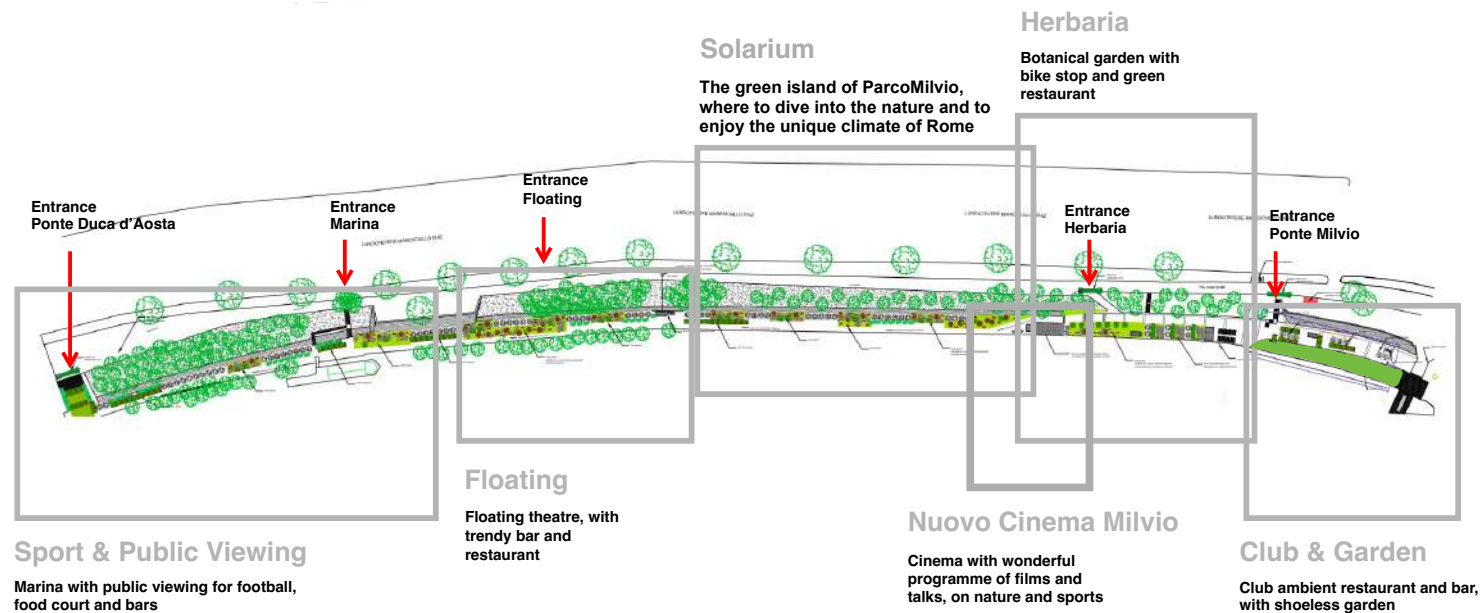 Herbaria
Botanical garden with
bike stop and green
restaurant
Solarium
The green island of ParcoMilvio,
where to dive into the nature and to
enjoy the unique climate of Rome
Entrance
Ponte Duca d’Aosta
Entrance
Marina
Entrance
Floating
Entrance
Herbaria
Entrance
Ponte Milvio
Floating
Floating theatre, with
trendy bar and
restaurant
Sport & Public Viewing
Marina with public viewing for football,
food court and bars
Nuovo Cinema Milvio
Cinema with wonderful
programme of films and
talks, on nature and sports
Club & Garden
Club ambient restaurant and bar,
with shoeless garden